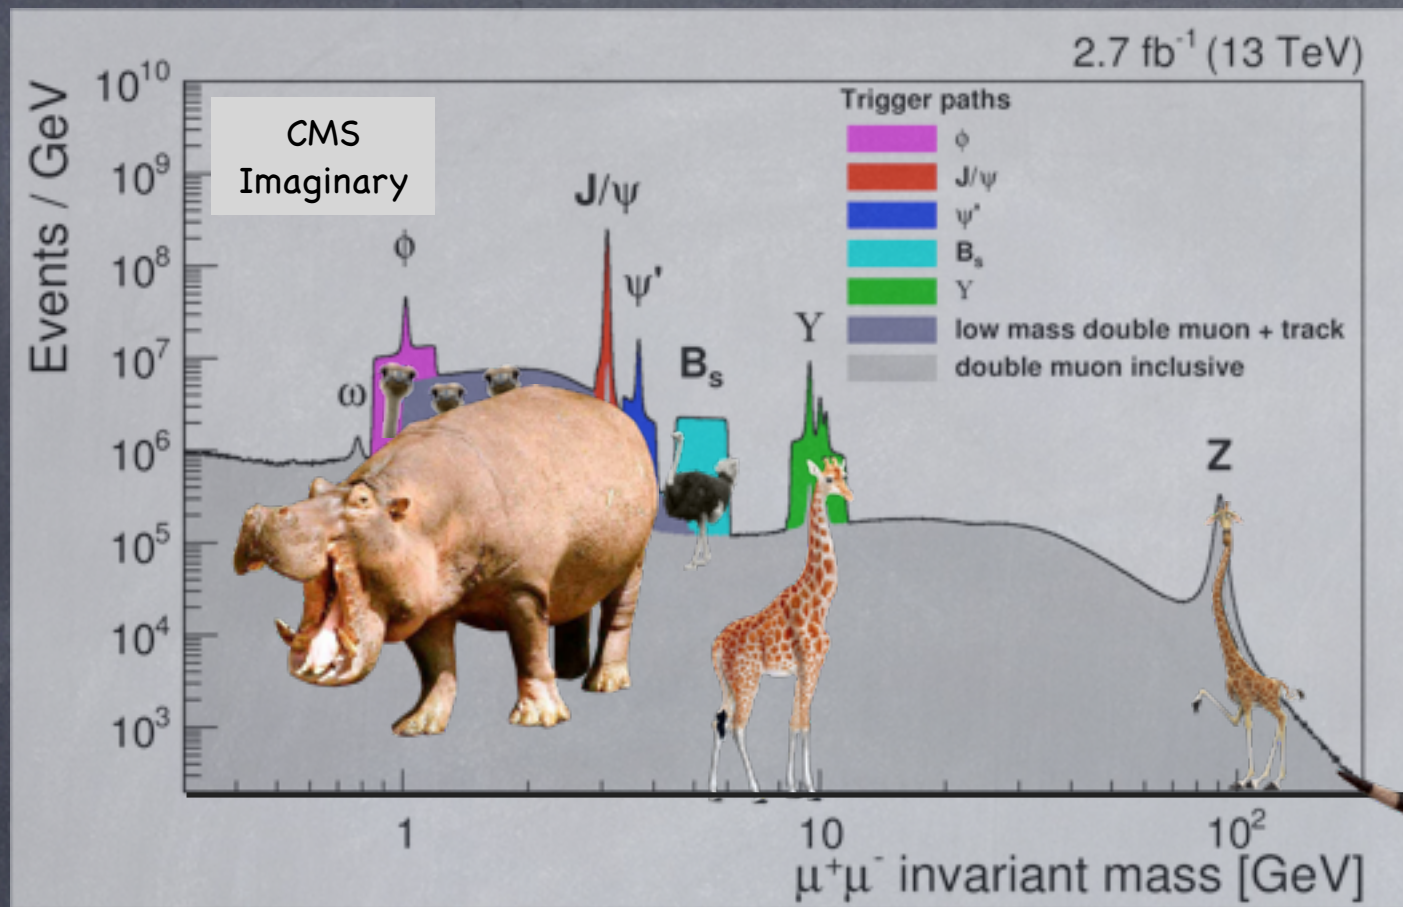 2.7 fb⁻¹ (13 TeV)
Events / GeV
10¹⁰
10⁹
10⁸
10⁷
10⁶
10⁵
10⁴
10³
CMS
Imaginary
Trigger paths
ϕ
J/ψ
ψ'
Bₛ
Υ
low mass double muon + track
double muon inclusive
ω
ϕ
J/ψ
ψ'
Bₛ
Υ
Z
1
10
10²
μ⁺μ⁻ invariant mass [GeV]